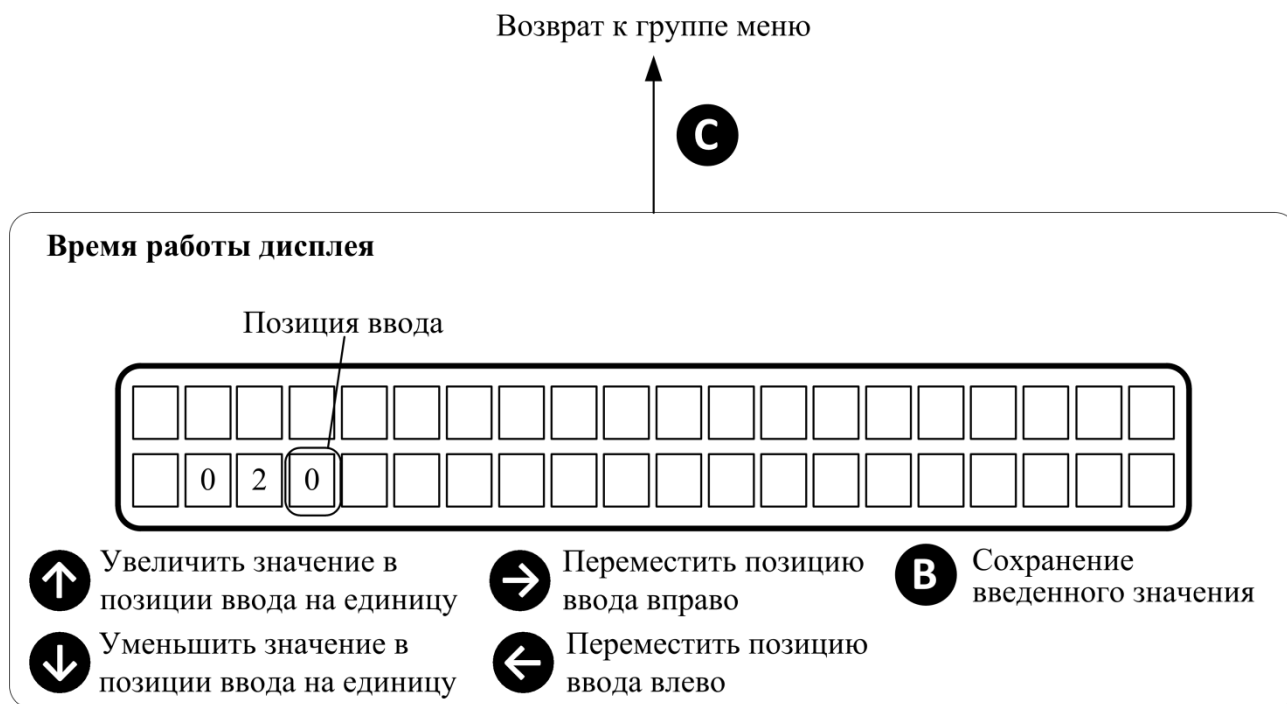 Возврат к группе меню
C
Время работы дисплея
Позиция ввода
0 2 0
↑ Увеличить значение в
позиции ввода на единицу
→ Переместить позицию
ввода вправо
B Сохранение
введенного значения
↓ Уменьшить значение в
позиции ввода на единицу
← Переместить позицию
ввода влево